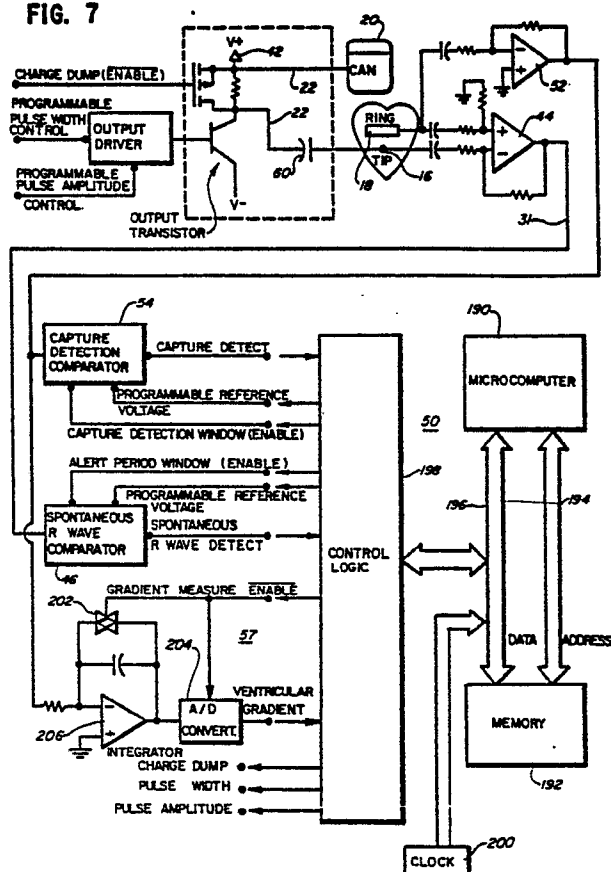 FIG. 7
V+
42
20
CHARGE DUMP (ENABLE)
22
CAN
52
PROGRAMMABLE
PULSE WIDTH
CONTROL
OUTPUT
DRIVER
22
RING
TIP
44
60
18
16
PROGRAMMABLE
PULSE AMPLITUDE
CONTROL.
V-
OUTPUT
TRANSISTOR
31
54
CAPTURE
DETECTION
COMPARATOR
CAPTURE DETECT
PROGRAMMABLE REFERENCE
VOLTAGE
CAPTURE DETECTION WINDOW (ENABLE)
190
MICROCOMPUTER
50
ALERT PERIOD WINDOW (ENABLE)
198
PROGRAMMABLE REFERENCE
VOLTAGE
SPONTANEOUS
R WAVE
COMPARATOR
SPONTANEOUS
R WAVE DETECT
46
CONTROL
LOGIC
196
194
GRADIENT MEASURE ENABLE
202
57
204
DATA
ADDRESS
A/D
CONVERT.
VENTRICULAR
GRADIENT
206
INTEGRATOR
MEMORY
192
CHARGE DUMP
PULSE WIDTH
PULSE AMPLITUDE
CLOCK
200